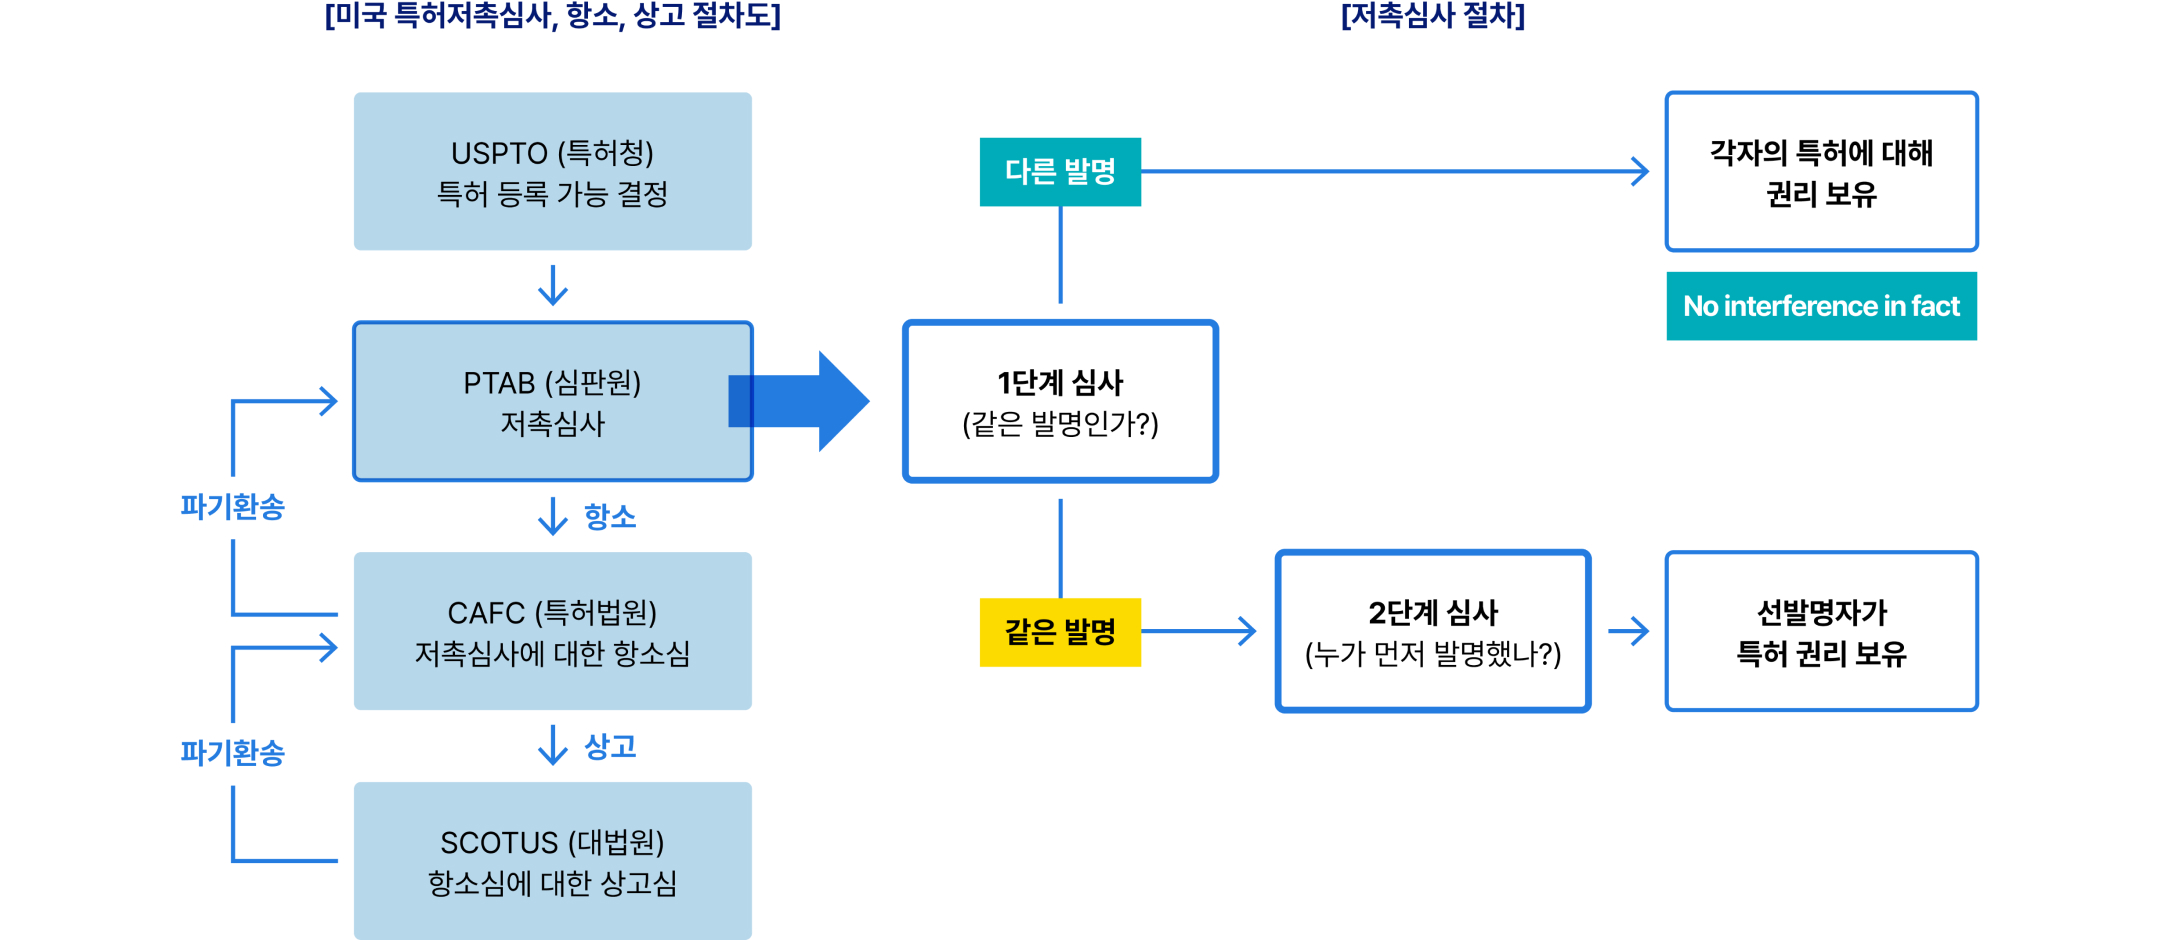 [미국 특허저촉심사, 항소, 상고 절차도]
USPTO (특허청)
특허 등록 가능 결정
PTAB (심판원)
저촉심사
파기환송
항소
CAFC (특허법원)
저촉심사에 대한 항소심
파기환송
상고
SCOTUS (대법원)
항소심에 대한 상고심
[저촉심사 절차]
다른 발명
각자의 특허에 대해
권리 보유
No interference in fact
1단계 심사
(같은 발명인가?)
같은 발명
2단계 심사
(누가 먼저 발명했나?)
선발명자가
특허 권리 보유